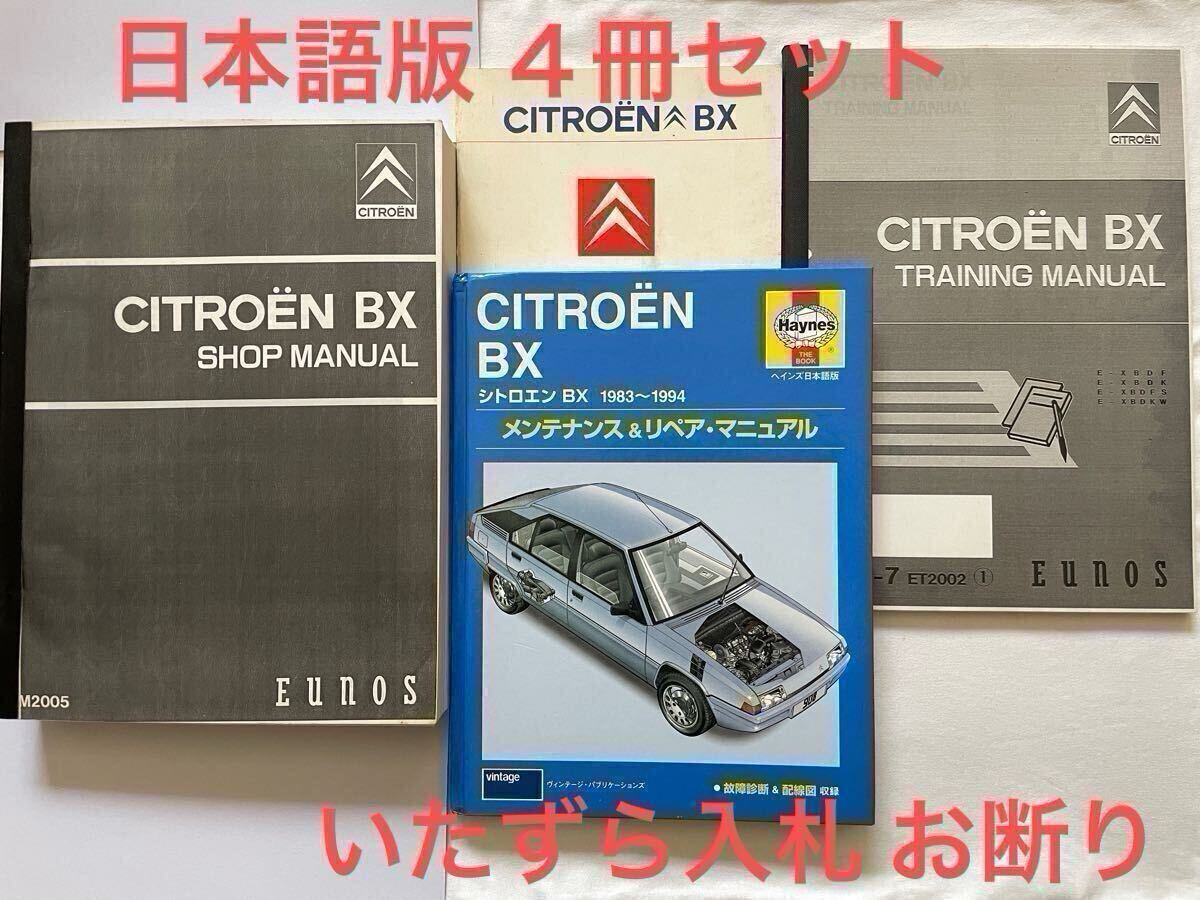 日本語版 4冊セット
CITROËN
CITROËN BX
SHOP MANUAL
M2005
EUNOS
CITROËN BX
CITROËN
BX
Haynes
THE
BOOK
ヘインズ日本語版
シトロエン BX 1983～1994
メンテナンス&リペア・マニュアル
vintage
ヴィンテージ・パブリケーションズ
● 故障診断 & 配線図 収録
TRAINING MANUAL
CITROËN
CITROËN BX
TRAINING MANUAL
E-XBDF
E-XBDK
E-XBDFS
E-XBDKW
-7 ET2002 ①
EUNOS
いたずら入札 お断り